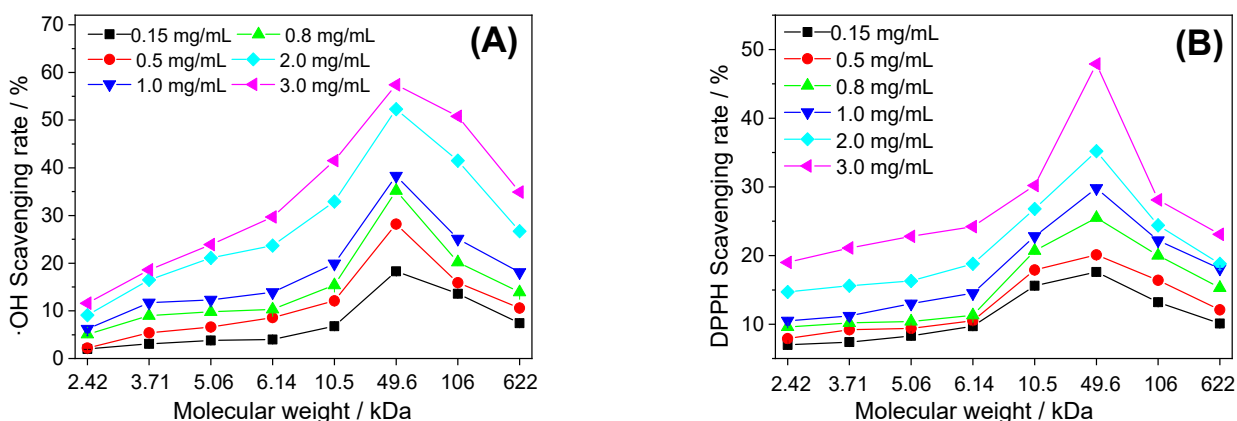 (A)
0.15 mg/mL 0.8 mg/mL
0.5 mg/mL 2.0 mg/mL
1.0 mg/mL 3.0 mg/mL
·OH Scavenging rate / %
70
60
50
40
30
20
10
0
2.42 3.71 5.06 6.14 10.5 49.6 106 622
Molecular weight / kDa
(B)
0.15 mg/mL
0.5 mg/mL
0.8 mg/mL
1.0 mg/mL
2.0 mg/mL
3.0 mg/mL
DPPH Scavenging rate / %
50
40
30
20
10
2.42 3.71 5.06 6.14 10.5 49.6 106 622
Molecular weight / kDa